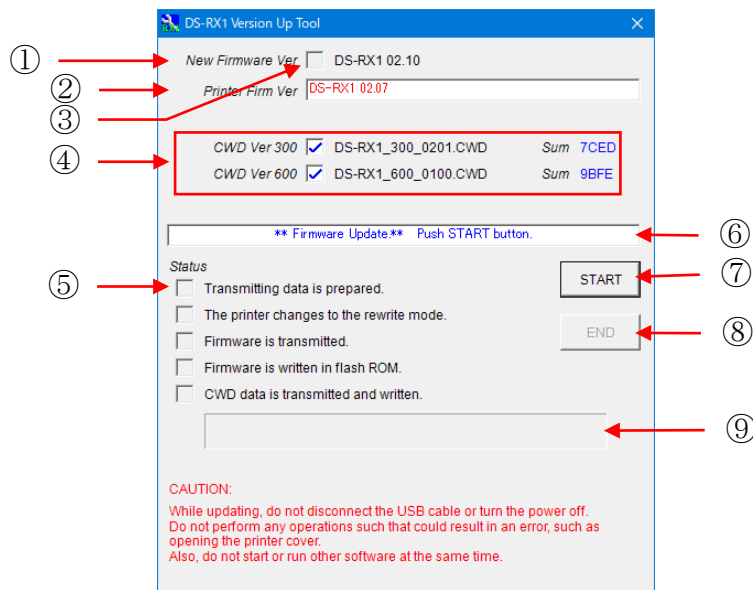 DS-RX1 Version Up Tool
① New Firmware Ver DS-RX1 02.10
② Printer Firm Ver DS-RX1 02.07
③
④ CWD Ver 300 DS-RX1_300_0201.CWD Sum 7CED
CWD Ver 600 DS-RX1_600_0100.CWD Sum 9BFE
** Firmware Update.** Push START button. ⑥
Status
⑤ Transmitting data is prepared. START ⑦
The printer changes to the rewrite mode.
Firmware is transmitted. END ⑧
Firmware is written in flash ROM.
CWD data is transmitted and written.
⑨
CAUTION:
While updating, do not disconnect the USB cable or turn the power off.
Do not perform any operations such that could result in an error, such as
opening the printer cover.
Also, do not start or run other software at the same time.